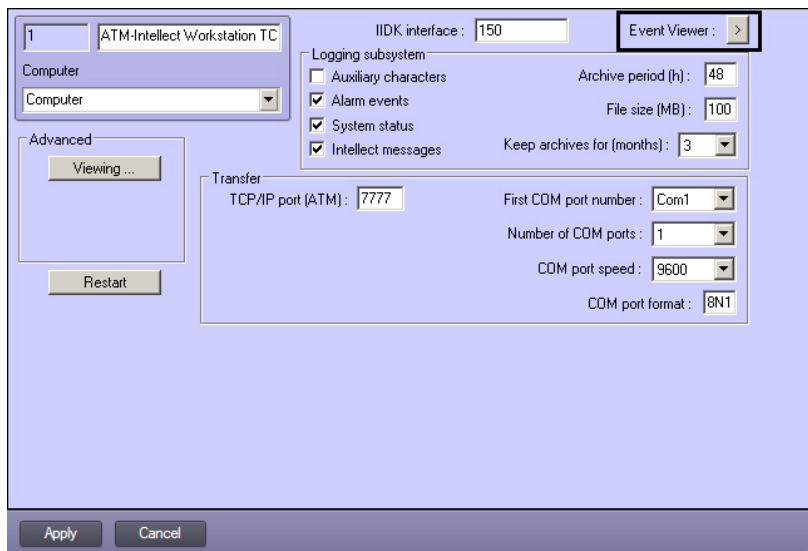 1 ATM-Intellect Workstation TC
Computer
Computer
Advanced
Viewing ...
Restart
IIDK interface : 150
Event Viewer : >
Logging subsystem
Auxiliary characters
Alarm events
System status
Intellect messages
Archive period (h) : 48
File size (MB) : 100
Keep archives for (months) : 3
Transfer
TCP/IP port (ATM) : 7777
First COM port number : Com1
Number of COM ports : 1
COM port speed : 9600
COM port format : 8N1
Apply Cancel